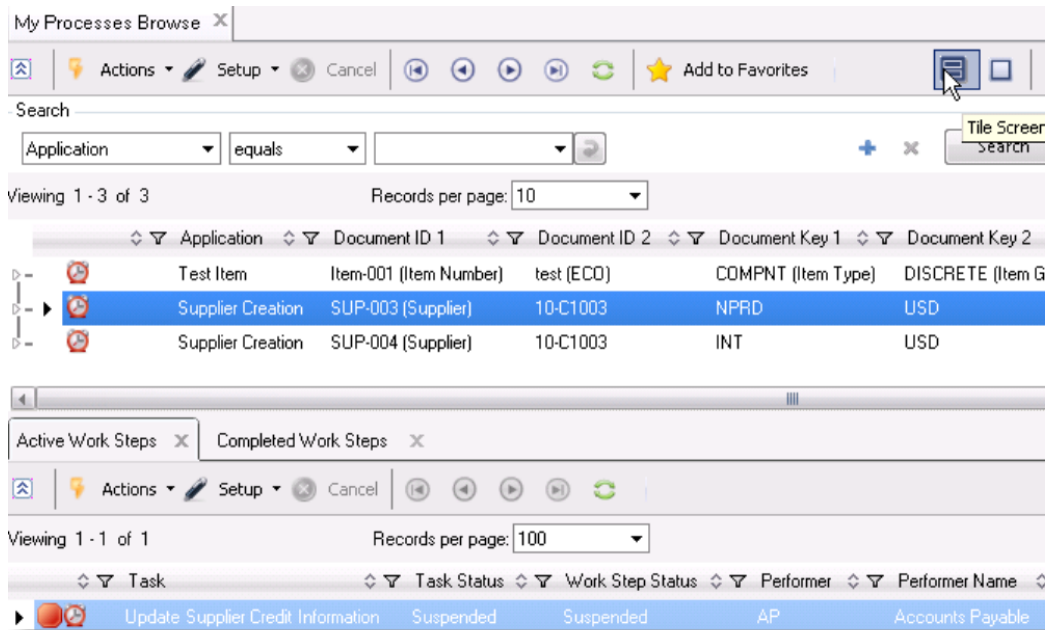 My Processes Browse
Actions Setup Cancel Add to Favorites
Search
Tile Screen
Application equals Search
Viewing 1 - 3 of 3 Records per page: 10
Application Document ID 1 Document ID 2 Document Key 1 Document Key 2
Test Item Item-001 (Item Number) test (ECO) COMPNT (Item Type) DISCRETE (Item G
Supplier Creation SUP-003 (Supplier) 10-C1003 NPRD USD
Supplier Creation SUP-004 (Supplier) 10-C1003 INT USD
Active Work Steps Completed Work Steps
Actions Setup Cancel
Viewing 1 - 1 of 1 Records per page: 100
Task Task Status Work Step Status Performer Performer Name
Update Supplier Credit Information Suspended Suspended AP Accounts Payable